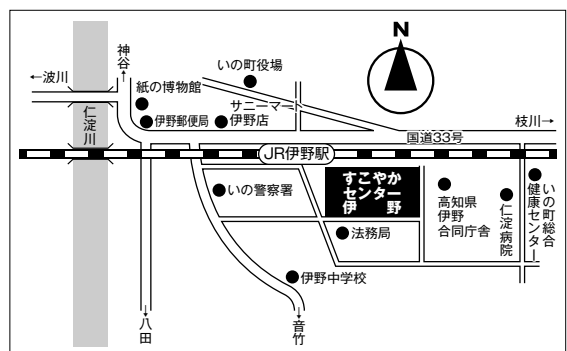 N
神谷
←波川
仁淀川
紙の博物館
いの町役場
伊野郵便局
サニーマート
伊野店
国道33号
枝川→
JR伊野駅
いの警察署
すこやか
センター
伊野
法務局
高知県
伊野
合同庁舎
仁淀病院
いの町総合
健康センター
伊野中学校
八田
音竹